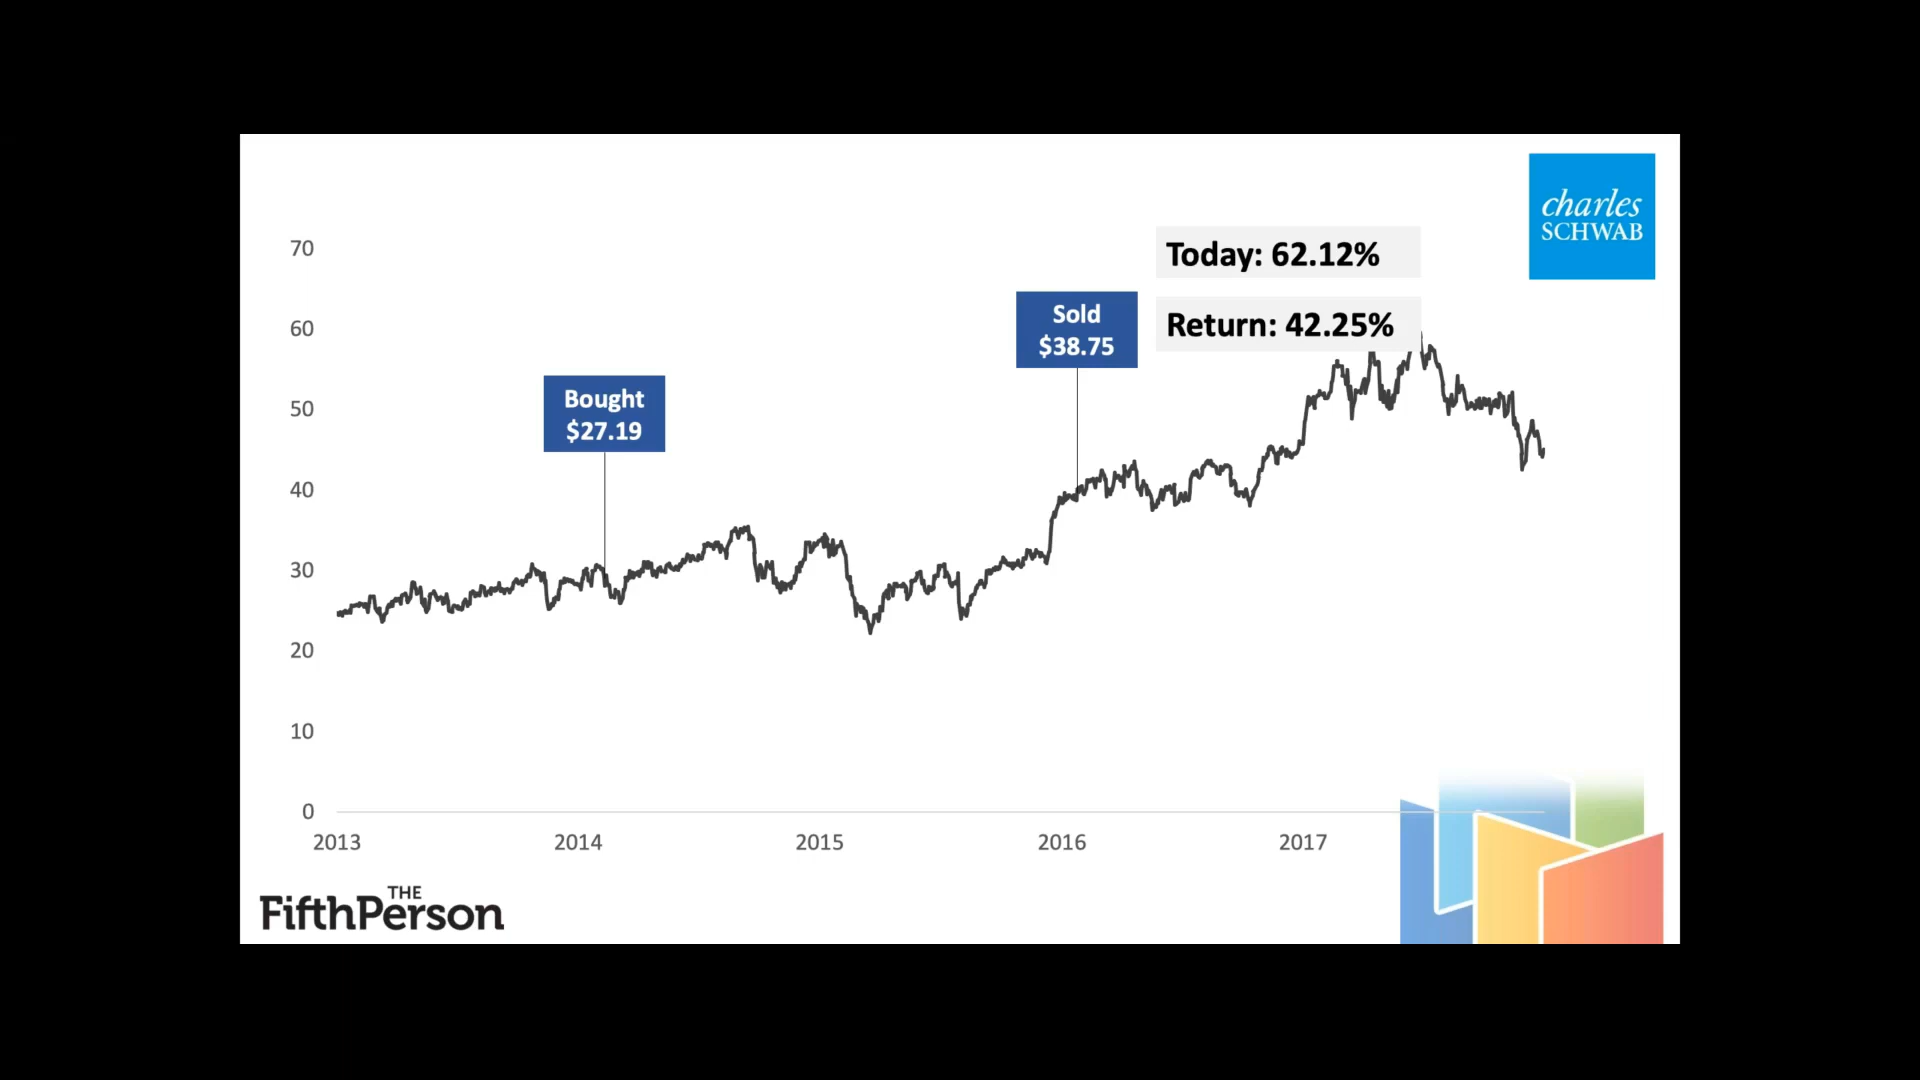 charles
SCHWAB
Today: 62.12%
Return: 42.25%
Sold
$38.75
Bought
$27.19
70
60
50
40
30
20
10
0
2013
2014
2015
2016
2017
THE
FifthPerson